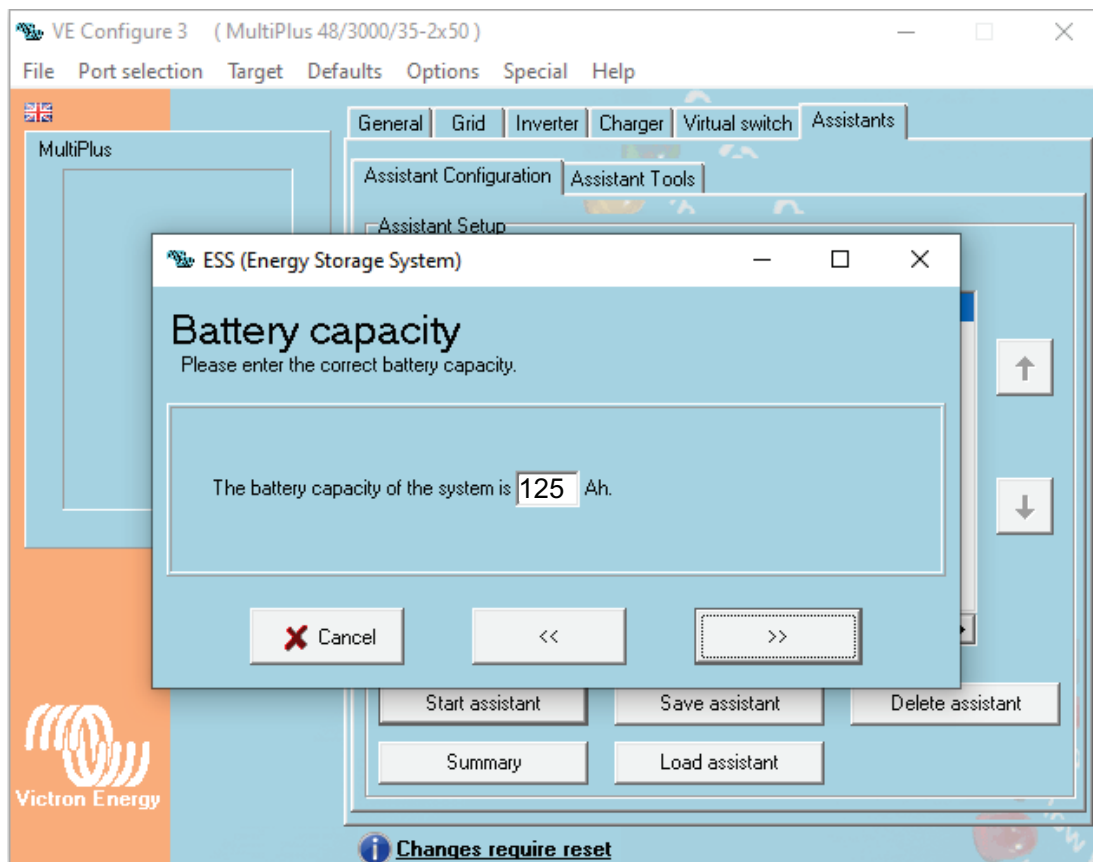 VE Configure 3 ( MultiPlus 48/3000/35-2x50 )
File Port selection Target Defaults Options Special Help
General Grid Inverter Charger Virtual switch Assistants
MultiPlus
Assistant Configuration Assistant Tools
Assistant Setup
ESS (Energy Storage System)
Battery capacity
Please enter the correct battery capacity.
The battery capacity of the system is 125 Ah.
Cancel << >>
Start assistant Save assistant Delete assistant
Summary Load assistant
Victron Energy
Changes require reset